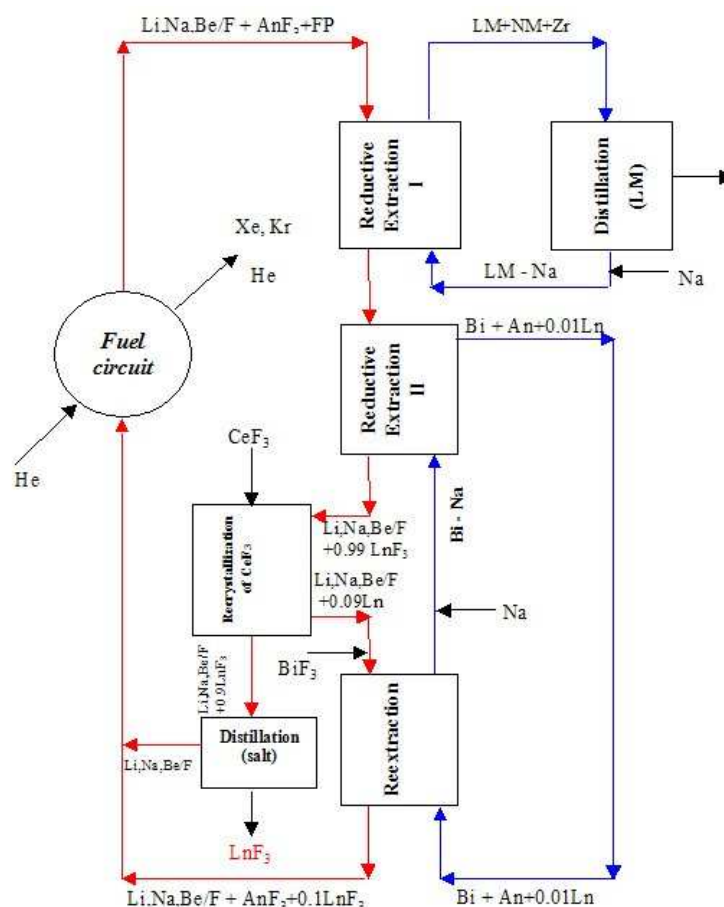 Li,Na,Be/F + AnF₃+FP
LM+NM+Zr
Reductive
Extraction
I
Distillation
(LM)
Xe, Kr
He
LM - Na
Na
Fuel
circuit
Bi + An+0.01Ln
Reductive
Extraction
II
He
CeF₃
Bi - Na
Recrystallization
of CeF₃
Li,Na,Be/F
+0.99 LnF₃
Li,Na,Be/F
+0.09Ln
Na
BiF₃
Li,Na,Be/F
+0.9LnF₃
Reextraction
Distillation
(salt)
Li,Na,Be/F
LnF₃
Li,Na,Be/F + AnF₃+0.1LnF₃
Bi + An+0.01Ln